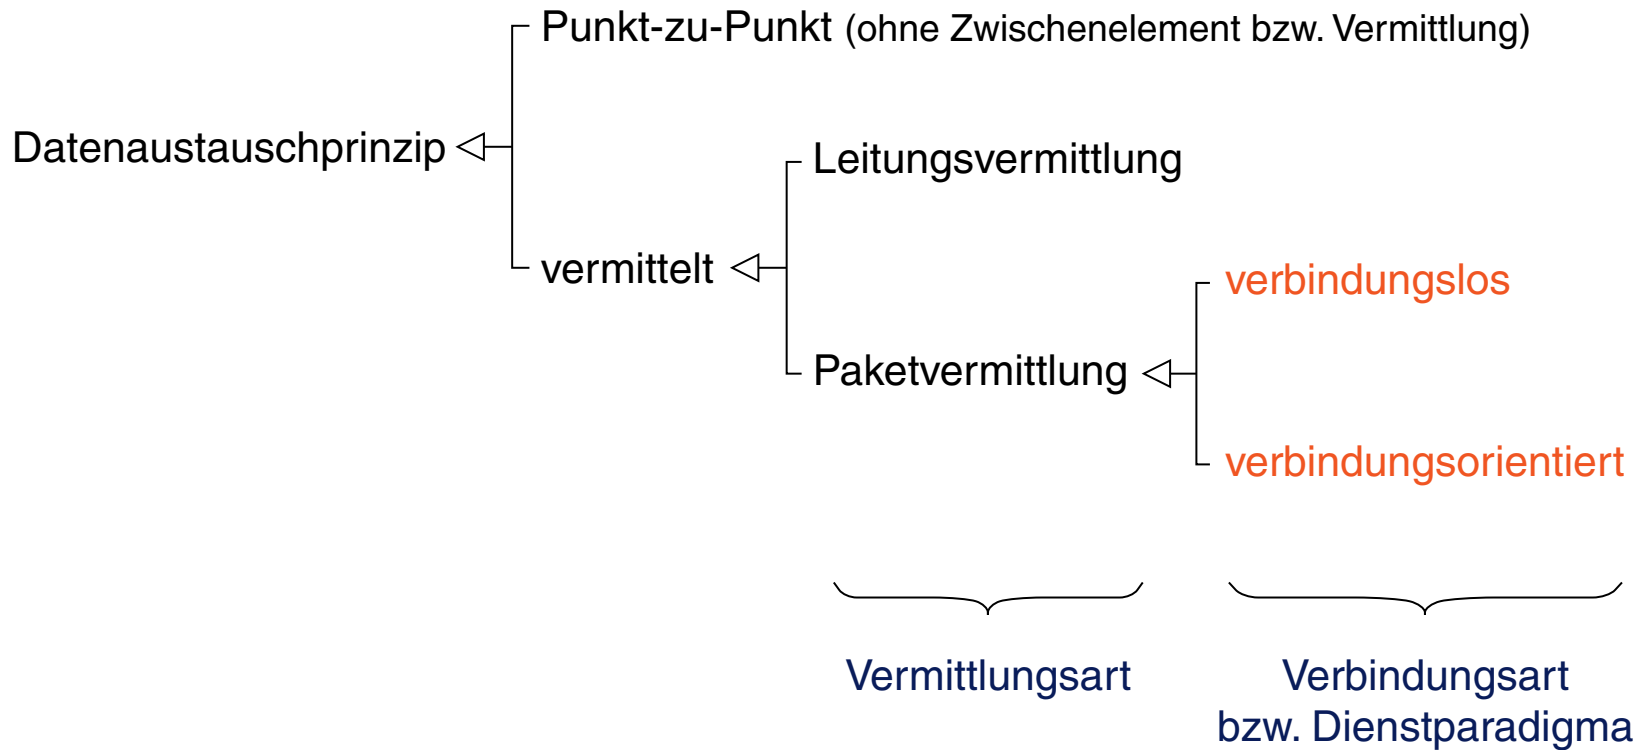 Punkt-zu-Punkt (ohne Zwischenelement bzw. Vermittlung)
Datenaustauschprinzip
Leitungsvermittlung
vermittelt
verbindungslos
Paketvermittlung
verbindungsorientiert
Vermittlungsart
Verbindungsart
bzw. Dienstparadigma